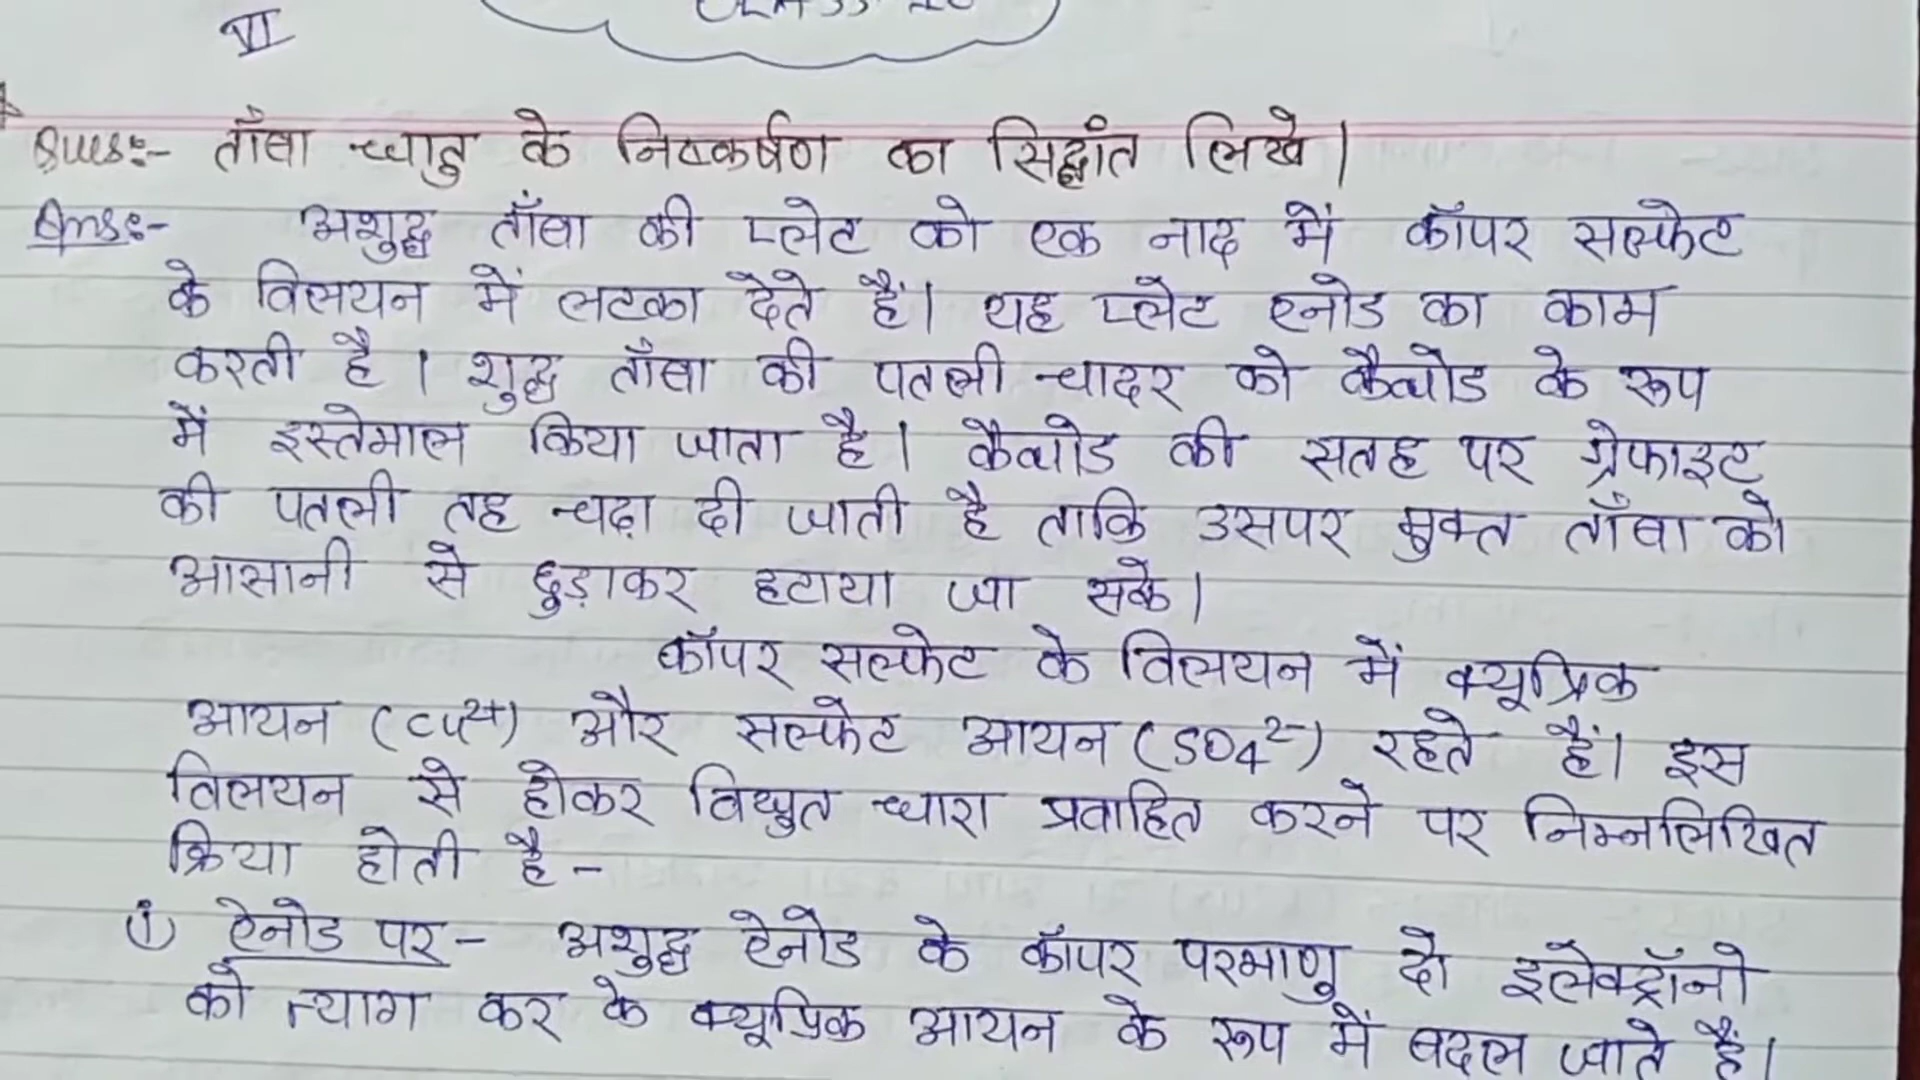 VI
Ques:- ताँबा धातु के निष्कर्षण का सिद्धांत लिखे।
Ans:- अशुद्ध ताँबा की प्लेट को एक नाद में कॉपर सल्फेट
के विलयन में लटका देते हैं। यह प्लेट एनोड का काम
करती है। शुद्ध ताँबा की पतली चादर को कैथोड के रूप
में इस्तेमाल किया जाता है। कैथोड की सतह पर ग्रेफाइट
की पतली तह चढ़ा दी जाती है ताकि उसपर मुक्त ताँबा को
आसानी से छुड़ाकर हटाया जा सके।
कॉपर सल्फेट के विलयन में क्यूप्रिक
आयन (Cu²⁺) और सल्फेट आयन (SO₄²⁻) रहते हैं। इस
विलयन से होकर विधुत धारा प्रवाहित करने पर निम्नलिखित
क्रिया होती है -
① ऐनोड पर - अशुद्ध ऐनोड के कॉपर परमाणु दो इलेक्ट्रॉनो
को त्याग कर के क्यूप्रिक आयन के रूप में बदल जाते हैं।